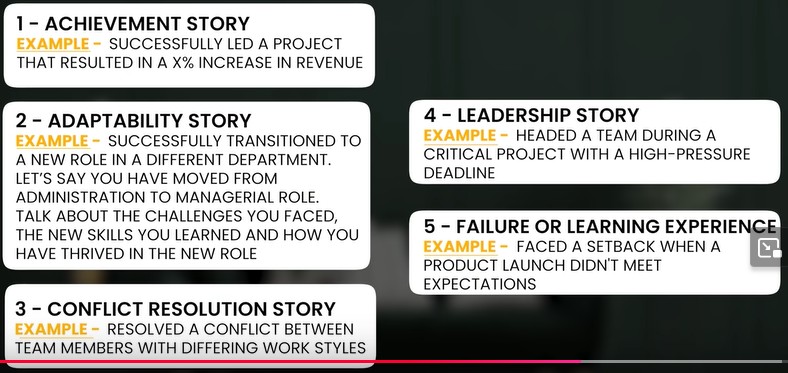 1 - ACHIEVEMENT STORY
EXAMPLE - SUCCESSFULLY LED A PROJECT
THAT RESULTED IN A X% INCREASE IN REVENUE
2 - ADAPTABILITY STORY
EXAMPLE - SUCCESSFULLY TRANSITIONED TO
A NEW ROLE IN A DIFFERENT DEPARTMENT.
LET'S SAY YOU HAVE MOVED FROM
ADMINISTRATION TO MANAGERIAL ROLE.
TALK ABOUT THE CHALLENGES YOU FACED,
THE NEW SKILLS YOU LEARNED AND HOW YOU
HAVE THRIVED IN THE NEW ROLE
3 - CONFLICT RESOLUTION STORY
EXAMPLE - RESOLVED A CONFLICT BETWEEN
TEAM MEMBERS WITH DIFFERING WORK STYLES
4 - LEADERSHIP STORY
EXAMPLE - HEADED A TEAM DURING A
CRITICAL PROJECT WITH A HIGH-PRESSURE
DEADLINE
5 - FAILURE OR LEARNING EXPERIENCE
EXAMPLE - FACED A SETBACK WHEN A
PRODUCT LAUNCH DIDN'T MEET
EXPECTATIONS